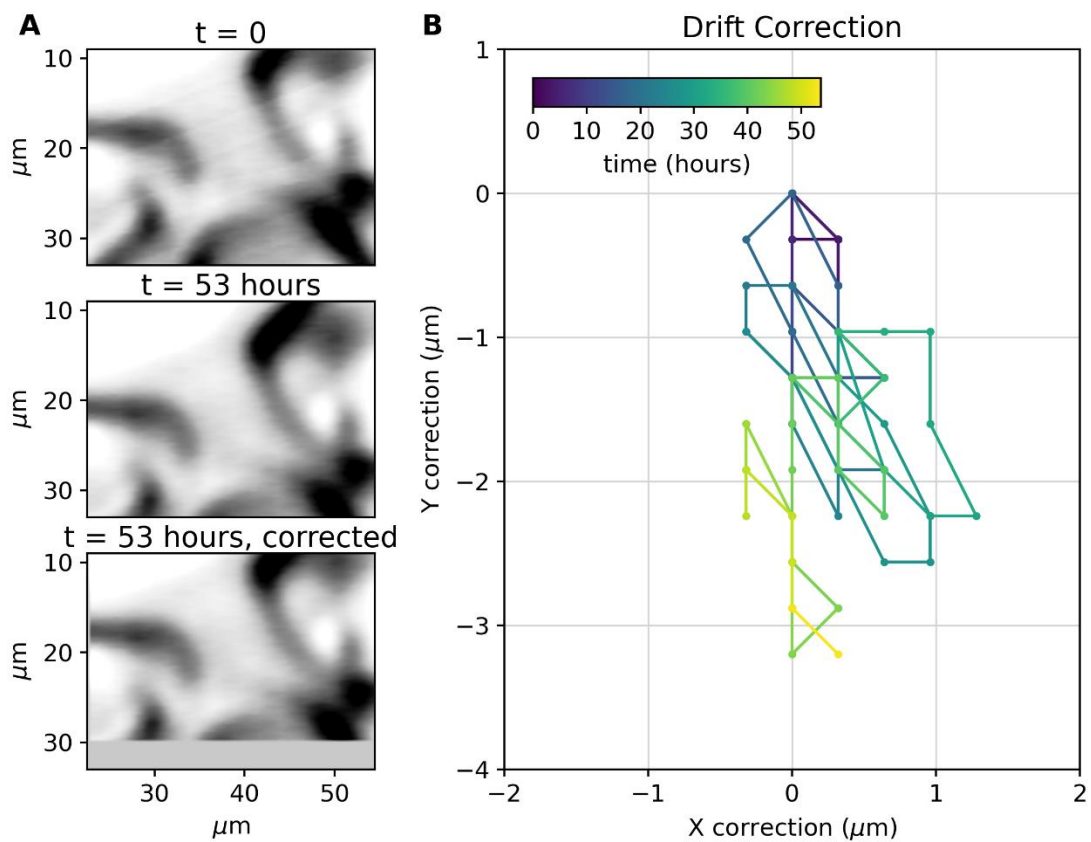 A
t = 0
10
20
30
μm
t = 53 hours
10
20
30
μm
t = 53 hours, corrected
10
20
30
μm
30 40 50
μm
B
Drift Correction
0 10 20 30 40 50
time (hours)
1
0
−1
−2
−3
−4
Y correction (μm)
−2 −1 0 1 2
X correction (μm)